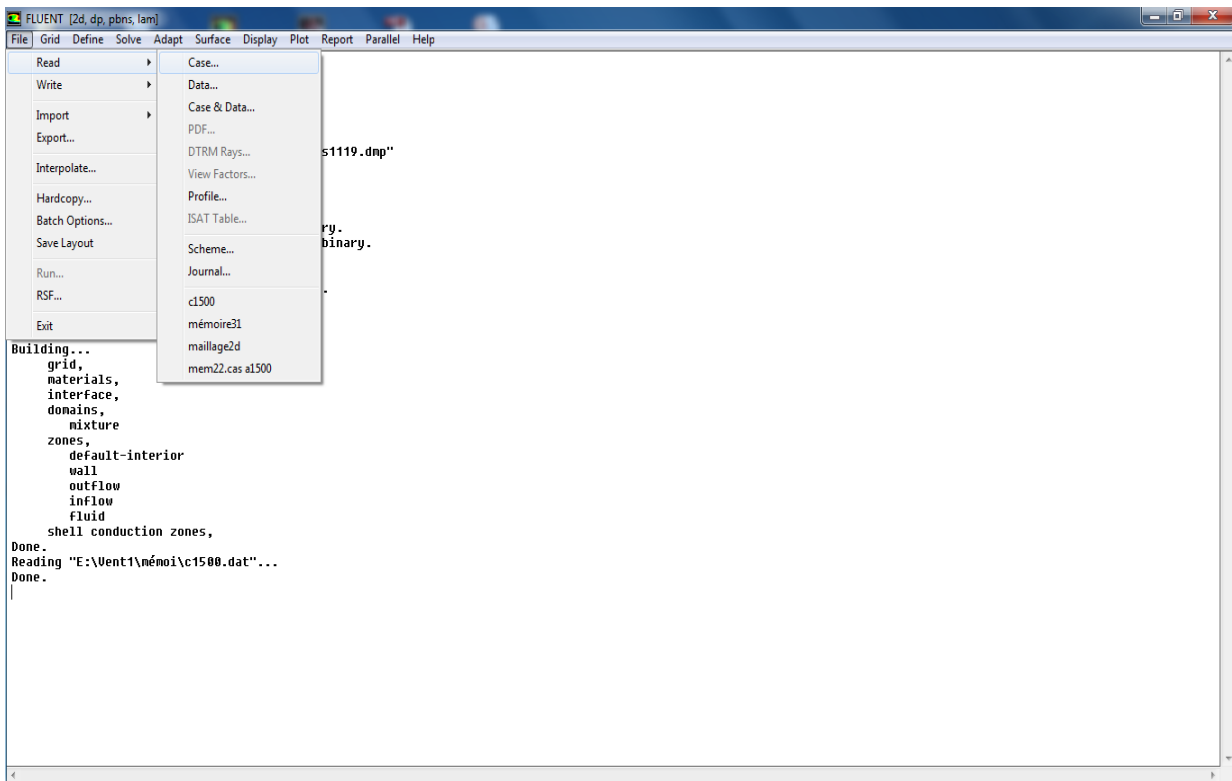 FLUENT [2d, dp, pbns, lam]
File Grid Define Solve Adapt Surface Display Plot Report Parallel Help
Read
Write
Import
Export...
Interpolate...
Hardcopy...
Batch Options...
Save Layout
Run...
RSF...
Exit
Case...
Data...
Case & Data...
PDF...
DTRM Rays...
View Factors...
Profile...
ISAT Table...
Scheme...
Journal...
c1500
mémoire31
maillage2d
mem22.cas a1500
s1119.dmp"
ry.
binary.
.
Building...
grid,
materials,
interface,
domains,
mixture
zones,
default-interior
wall
outflow
inflow
fluid
shell conduction zones,
Done.
Reading "E:\Vent1\mémoi\c1500.dat"...
Done.